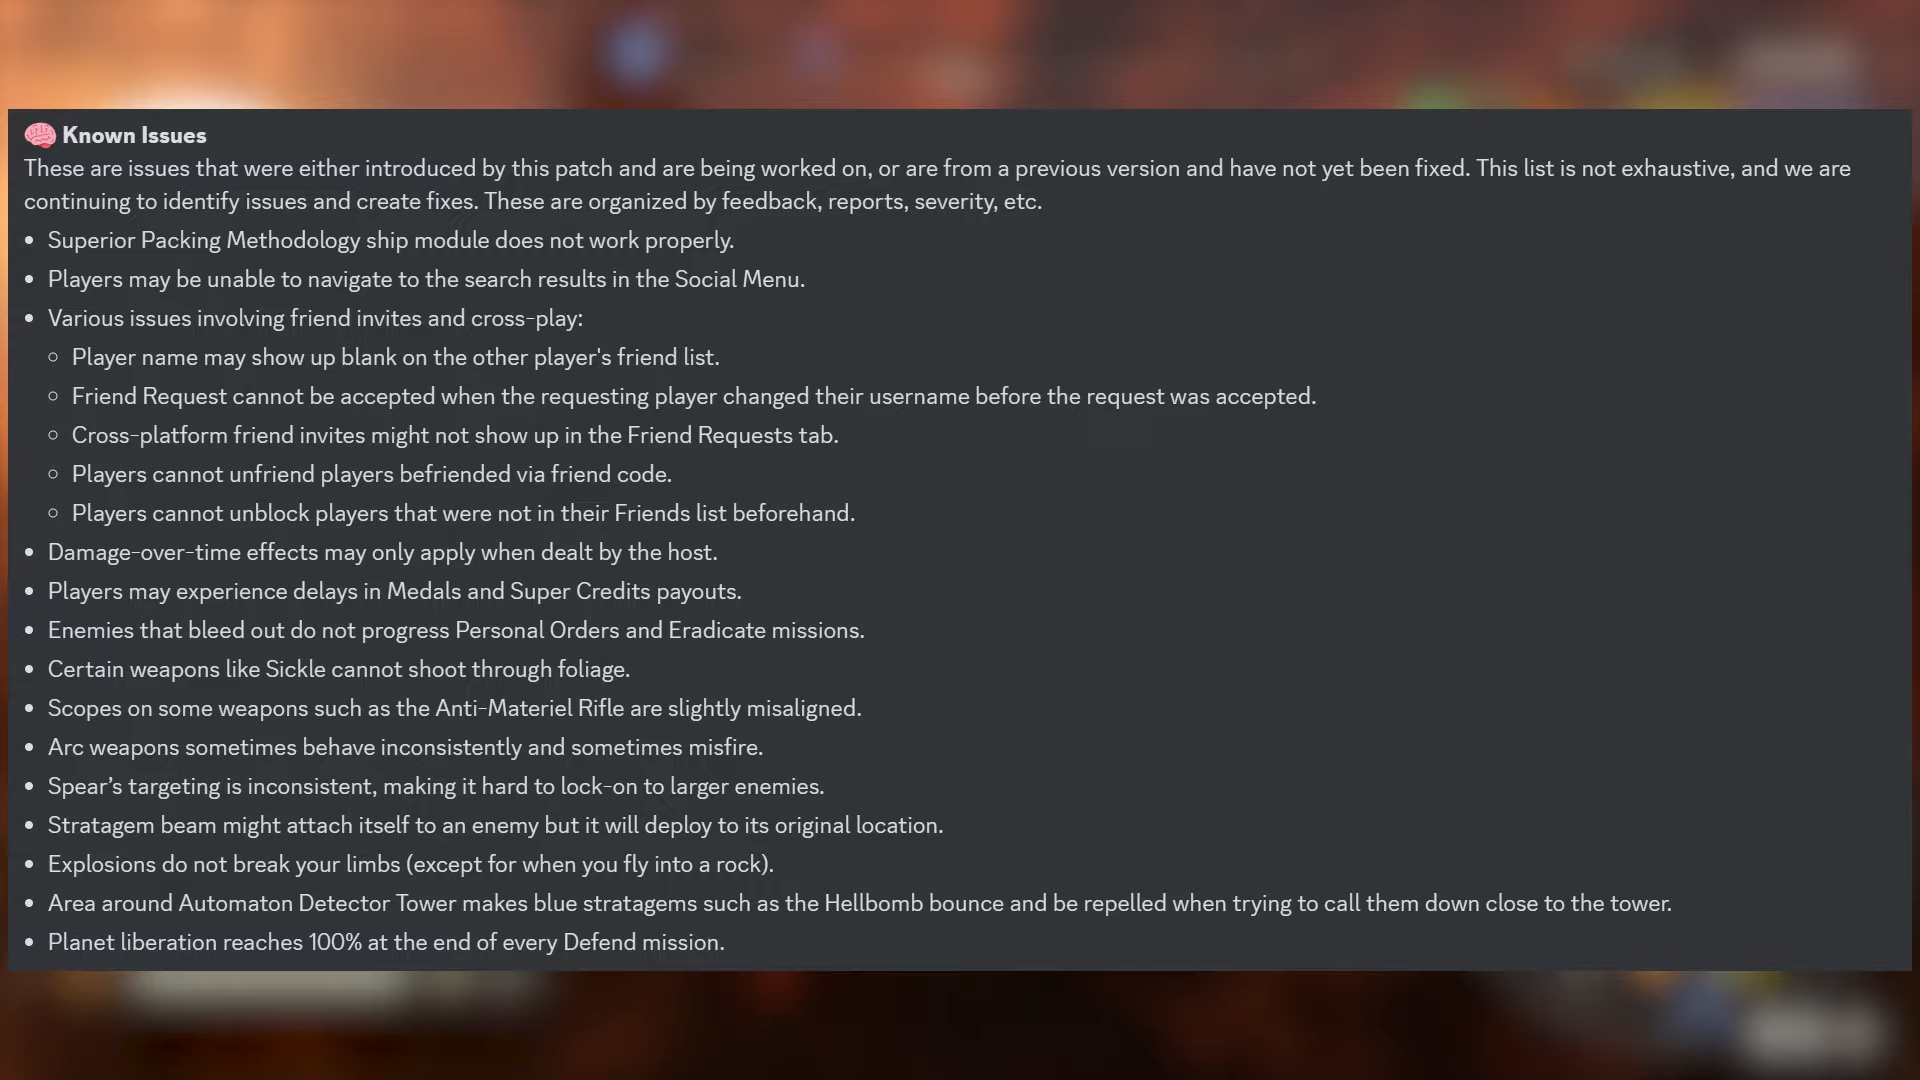 🧠 Known Issues
These are issues that were either introduced by this patch and are being worked on, or are from a previous version and have not yet been fixed. This list is not exhaustive, and we are
continuing to identify issues and create fixes. These are organized by feedback, reports, severity, etc.
• Superior Packing Methodology ship module does not work properly.
• Players may be unable to navigate to the search results in the Social Menu.
• Various issues involving friend invites and cross-play:
◦ Player name may show up blank on the other player's friend list.
◦ Friend Request cannot be accepted when the requesting player changed their username before the request was accepted.
◦ Cross-platform friend invites might not show up in the Friend Requests tab.
◦ Players cannot unfriend players befriended via friend code.
◦ Players cannot unblock players that were not in their Friends list beforehand.
• Damage-over-time effects may only apply when dealt by the host.
• Players may experience delays in Medals and Super Credits payouts.
• Enemies that bleed out do not progress Personal Orders and Eradicate missions.
• Certain weapons like Sickle cannot shoot through foliage.
• Scopes on some weapons such as the Anti-Materiel Rifle are slightly misaligned.
• Arc weapons sometimes behave inconsistently and sometimes misfire.
• Spear’s targeting is inconsistent, making it hard to lock-on to larger enemies.
• Stratagem beam might attach itself to an enemy but it will deploy to its original location.
• Explosions do not break your limbs (except for when you fly into a rock).
• Area around Automaton Detector Tower makes blue stratagems such as the Hellbomb bounce and be repelled when trying to call them down close to the tower.
• Planet liberation reaches 100% at the end of every Defend mission.